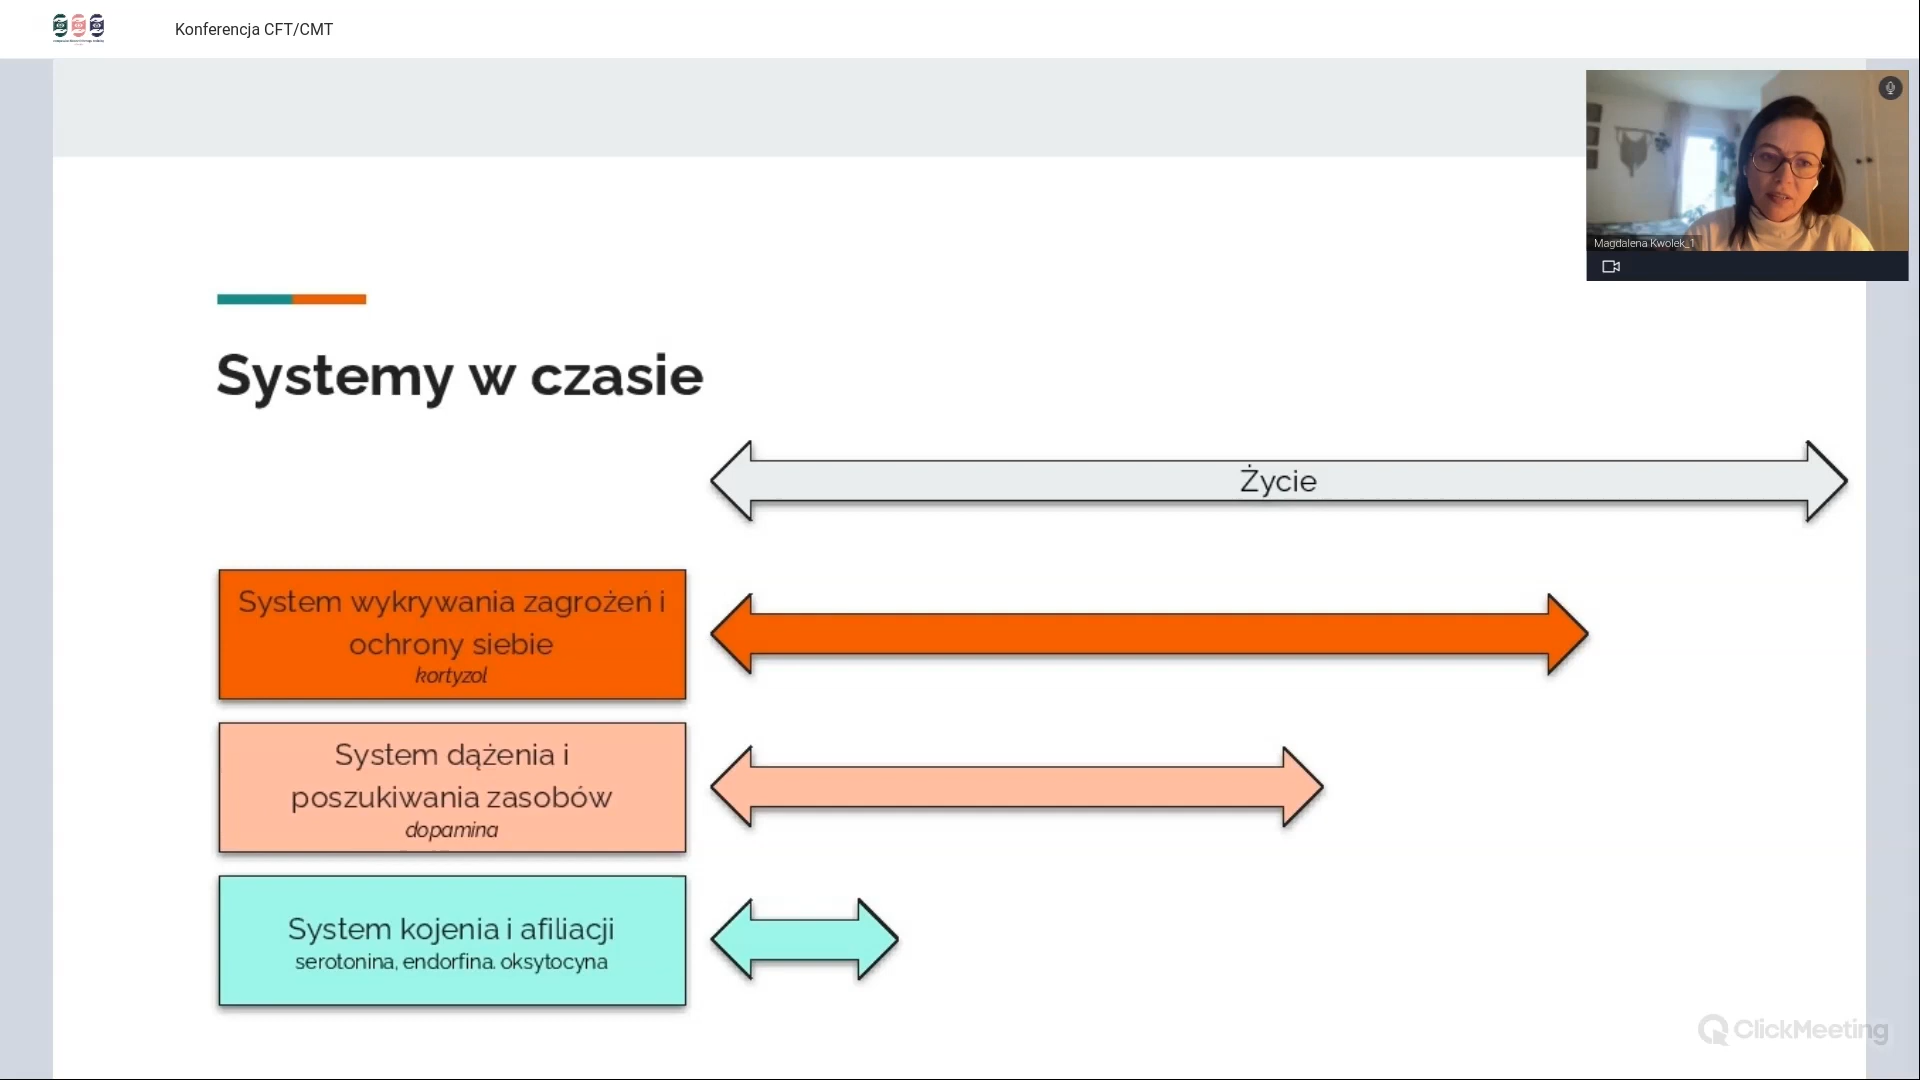 Konferencja CFT/CMT
Magdalena Kwolek_1
Systemy w czasie
Życie
System wykrywania zagrożeń i
ochrony siebie
kortyzol
System dążenia i
poszukiwania zasobów
dopamina
System kojenia i afiliacji
serotonina, endorfina. oksytocyna
ClickMeeting